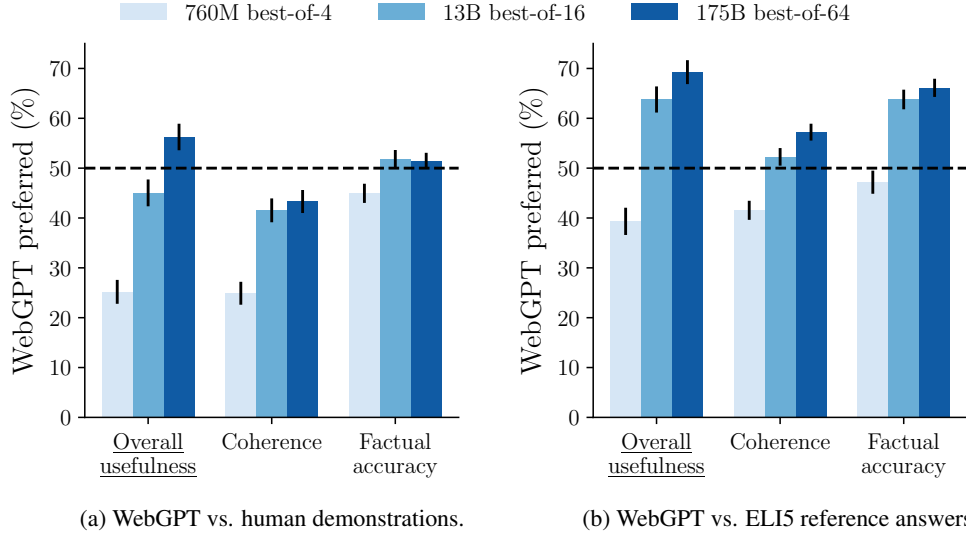 760M best-of-4 13B best-of-16 175B best-of-64
WebGPT preferred (%)
70
60
50
40
30
20
10
0
Overall usefulness
Coherence
Factual accuracy
(a) WebGPT vs. human demonstrations.
WebGPT preferred (%)
70
60
50
40
30
20
10
0
Overall usefulness
Coherence
Factual accuracy
(b) WebGPT vs. ELI5 reference answers